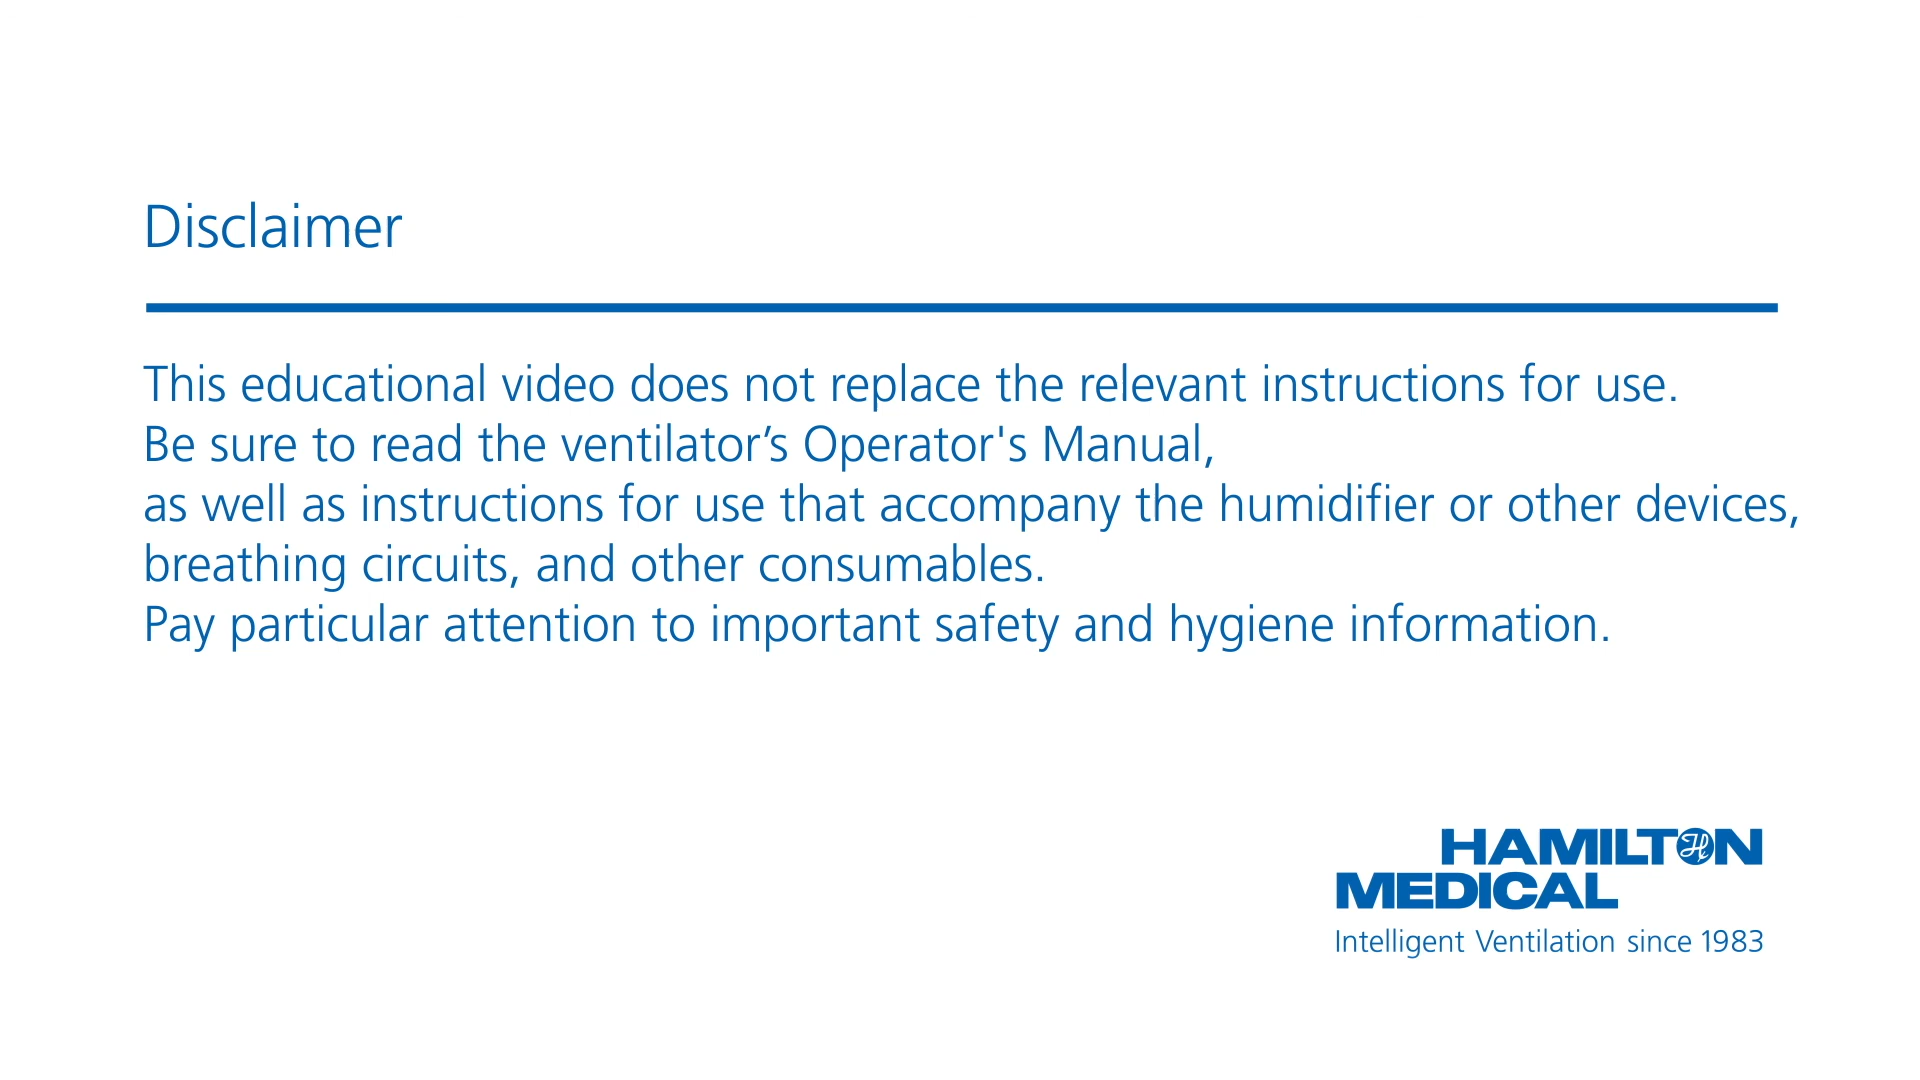 Disclaimer
This educational video does not replace the relevant instructions for use.
Be sure to read the ventilator’s Operator's Manual,
as well as instructions for use that accompany the humidifier or other devices,
breathing circuits, and other consumables.
Pay particular attention to important safety and hygiene information.
HAMILTON
MEDICAL
Intelligent Ventilation since 1983